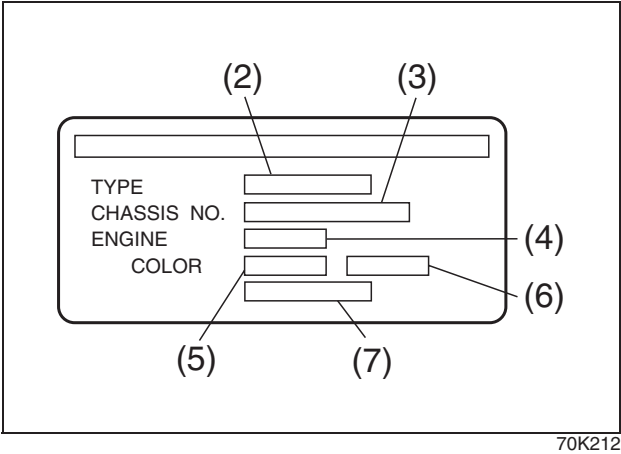 (2) (3)
TYPE
CHASSIS NO.
ENGINE (4)
COLOR
(6)
(5) (7)
70K212